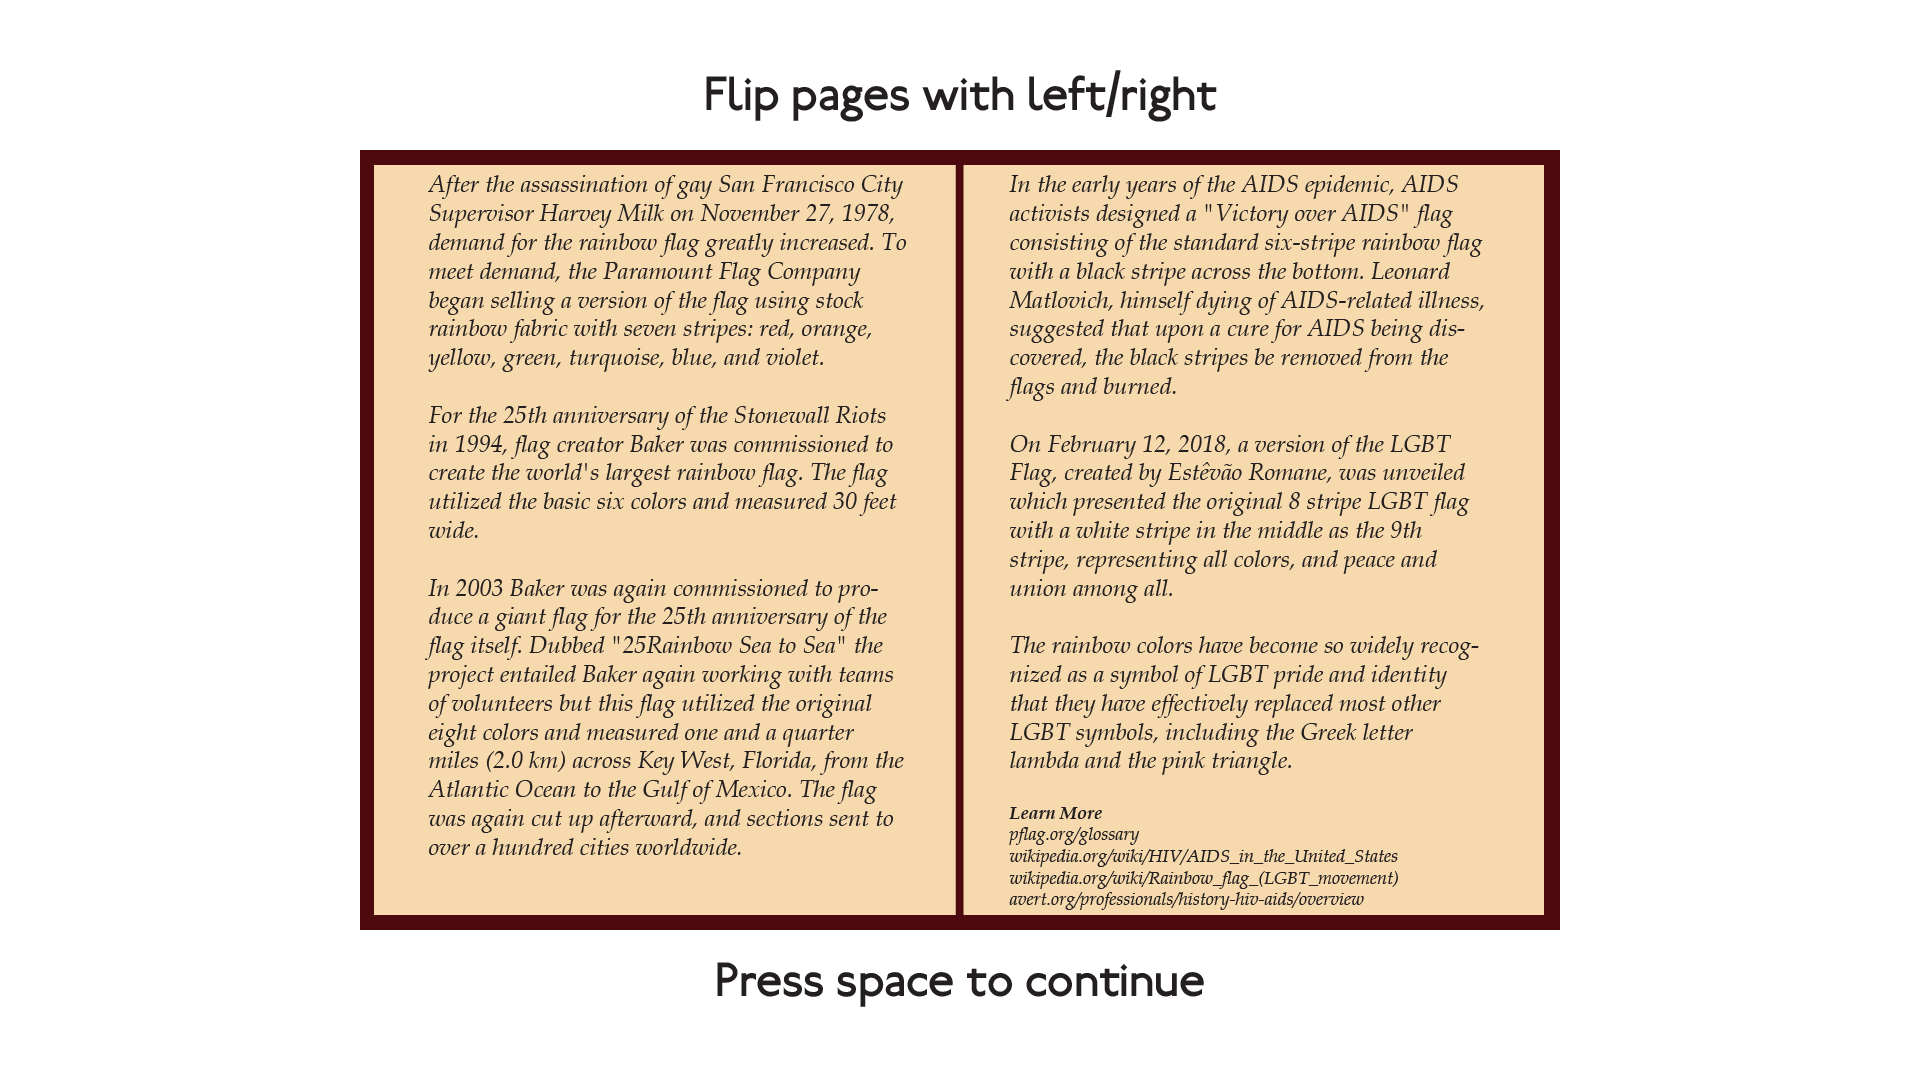 Flip pages with left/right
After the assassination of gay San Francisco City
Supervisor Harvey Milk on November 27, 1978,
demand for the rainbow flag greatly increased. To
meet demand, the Paramount Flag Company
began selling a version of the flag using stock
rainbow fabric with seven stripes: red, orange,
yellow, green, turquoise, blue, and violet.
For the 25th anniversary of the Stonewall Riots
in 1994, flag creator Baker was commissioned to
create the world's largest rainbow flag. The flag
utilized the basic six colors and measured 30 feet
wide.
In 2003 Baker was again commissioned to pro-
duce a giant flag for the 25th anniversary of the
flag itself. Dubbed "25Rainbow Sea to Sea" the
project entailed Baker again working with teams
of volunteers but this flag utilized the original
eight colors and measured one and a quarter
miles (2.0 km) across Key West, Florida, from the
Atlantic Ocean to the Gulf of Mexico. The flag
was again cut up afterward, and sections sent to
over a hundred cities worldwide.
In the early years of the AIDS epidemic, AIDS
activists designed a "Victory over AIDS" flag
consisting of the standard six-stripe rainbow flag
with a black stripe across the bottom. Leonard
Matlovich, himself dying of AIDS-related illness,
suggested that upon a cure for AIDS being dis-
covered, the black stripes be removed from the
flags and burned.
On February 12, 2018, a version of the LGBT
Flag, created by Estêvão Romane, was unveiled
which presented the original 8 stripe LGBT flag
with a white stripe in the middle as the 9th
stripe, representing all colors, and peace and
union among all.
The rainbow colors have become so widely recog-
nized as a symbol of LGBT pride and identity
that they have effectively replaced most other
LGBT symbols, including the Greek letter
lambda and the pink triangle.
Learn More
pflag.org/glossary
wikipedia.org/wiki/HIV/AIDS_in_the_United_States
wikipedia.org/wiki/Rainbow_flag_(LGBT_movement)
avert.org/professionals/history-hiv-aids/overview
Press space to continue